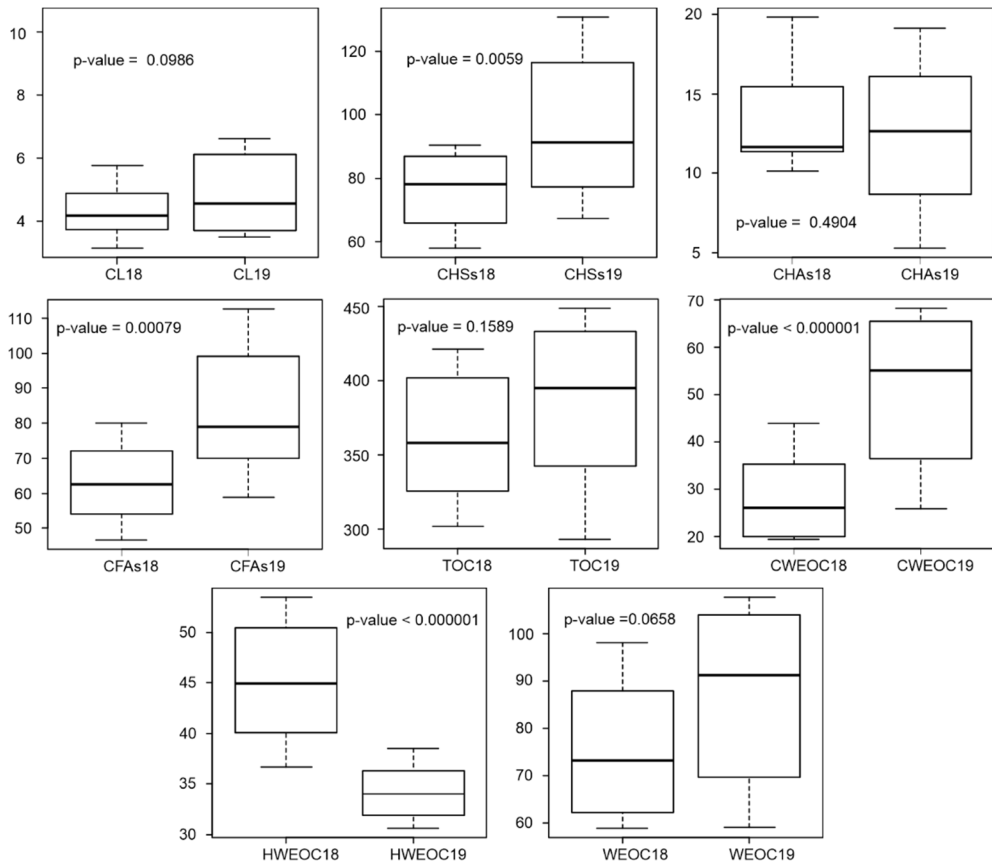 10
8
6
4
p-value =  0.0986
CL18
CL19
120
100
80
60
p-value = 0.0059
CHSs18
CHSs19
20
15
10
5
p-value =  0.4904
CHAs18
CHAs19
110
100
90
80
70
60
50
p-value = 0.00079
CFAs18
CFAs19
450
400
350
300
p-value = 0.1589
TOC18
TOC19
70
60
50
40
30
20
p-value < 0.000001
CWEOC18
CWEOC19
50
45
40
35
30
p-value < 0.000001
HWEOC18
HWEOC19
100
90
80
70
60
p-value =0.0658
WEOC18
WEOC19